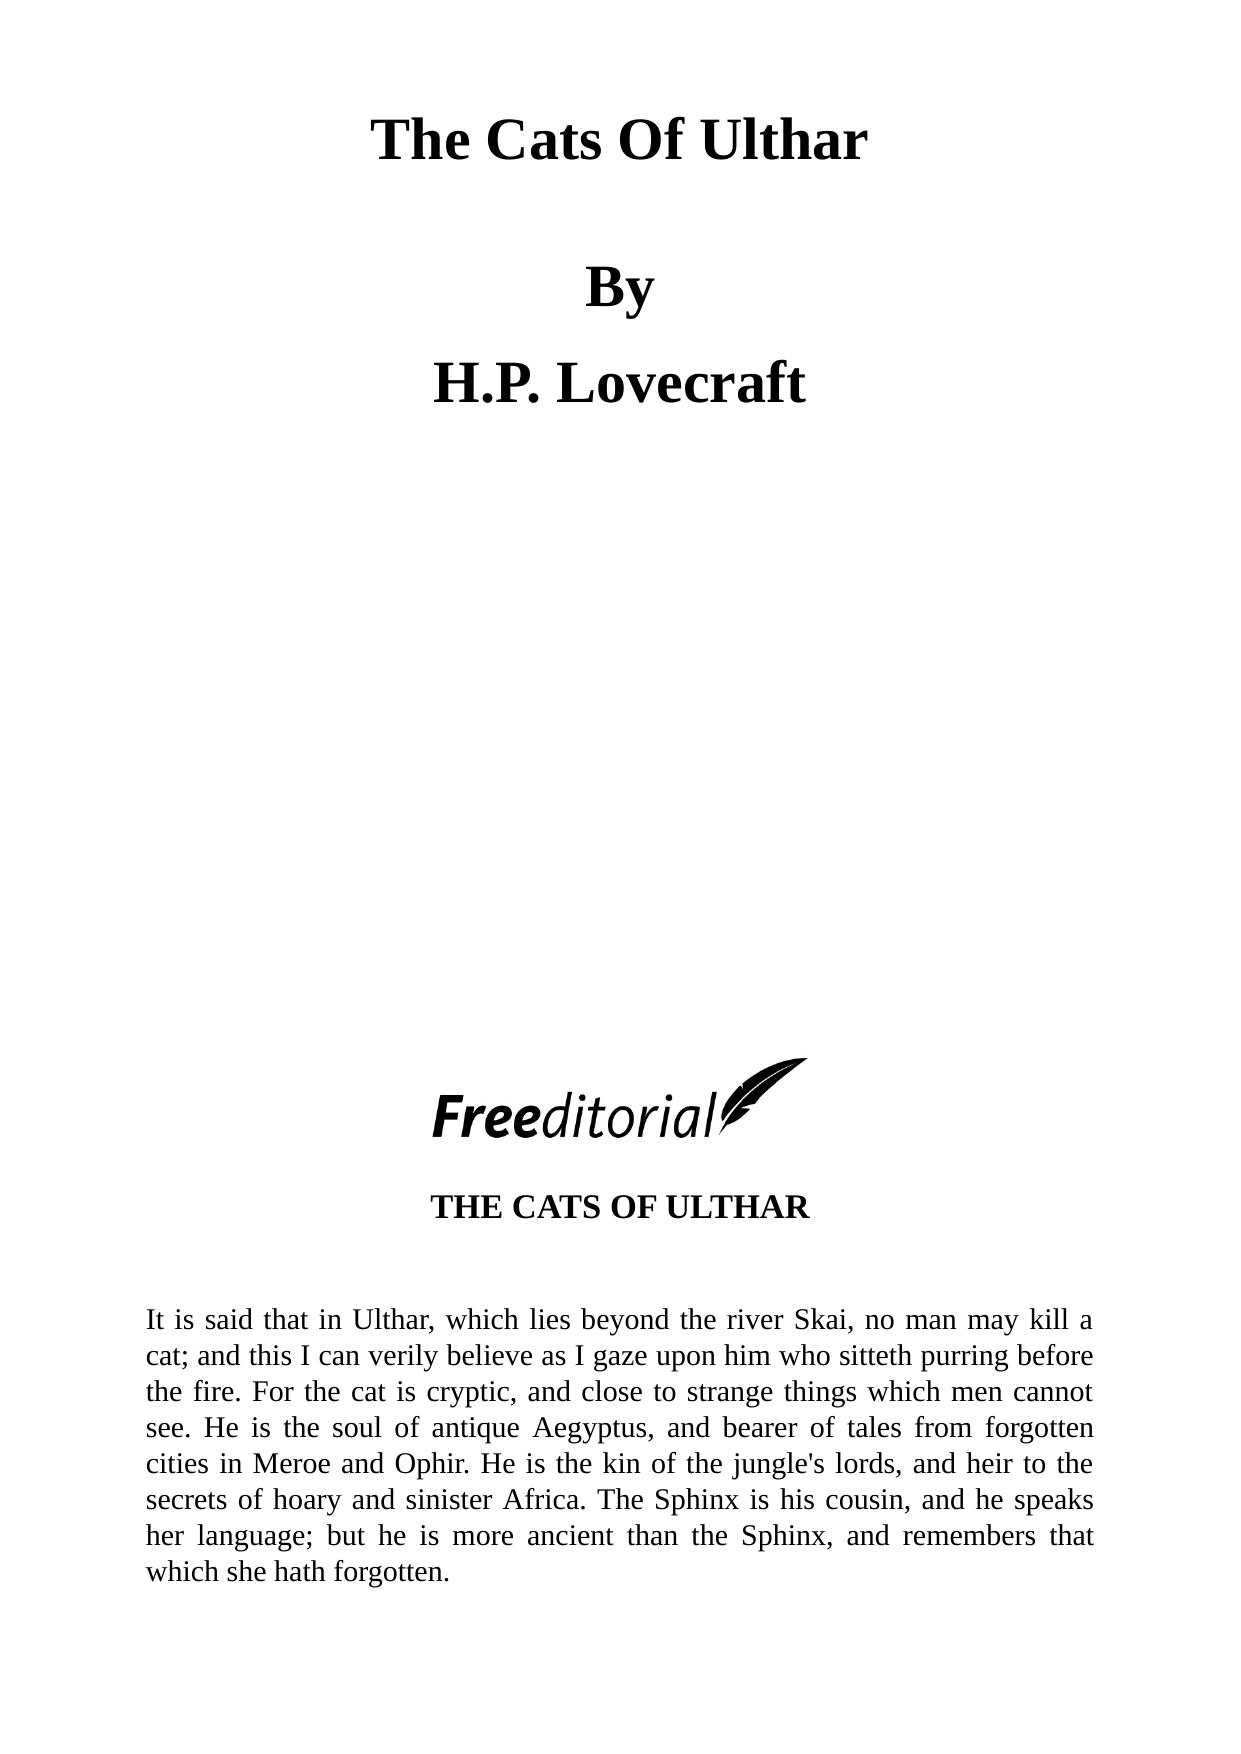 The Cats Of Ulthar
By
H.P. Lovecraft
Freeditorial
THE CATS OF ULTHAR
It is said that in Ulthar, which lies beyond the river Skai, no man may kill a
cat; and this I can verily believe as I gaze upon him who sitteth purring before
the fire. For the cat is cryptic, and close to strange things which men cannot
see. He is the soul of antique Aegyptus, and bearer of tales from forgotten
cities in Meroe and Ophir. He is the kin of the jungle's lords, and heir to the
secrets of hoary and sinister Africa. The Sphinx is his cousin, and he speaks
her language; but he is more ancient than the Sphinx, and remembers that
which she hath forgotten.